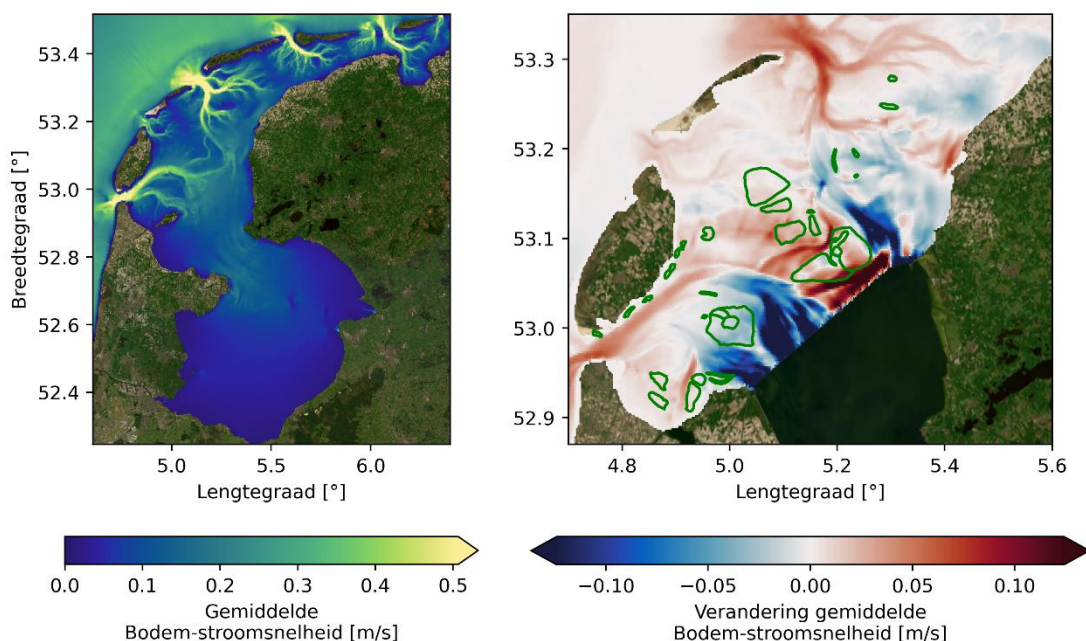 53.4
53.2
53.0
52.8
52.6
52.4
Breedtegraad [°]
5.0 5.5 6.0
Lengtegraad [°]
53.3
53.2
53.1
53.0
52.9
4.8 5.0 5.2 5.4 5.6
Lengtegraad [°]
0.0 0.1 0.2 0.3 0.4 0.5
Gemiddelde
Bodem-stroomsnelheid [m/s]
−0.10 −0.05 0.00 0.05 0.10
Verandering gemiddelde
Bodem-stroomsnelheid [m/s]